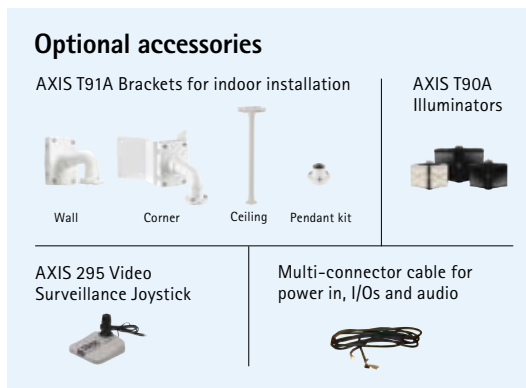 Optional accessories
AXIS T91A Brackets for indoor installation
Wall
Corner
Ceiling
Pendant kit
AXIS T90A
Illuminators
AXIS 295 Video
Surveillance Joystick
Multi-connector cable for
power in, I/Os and audio